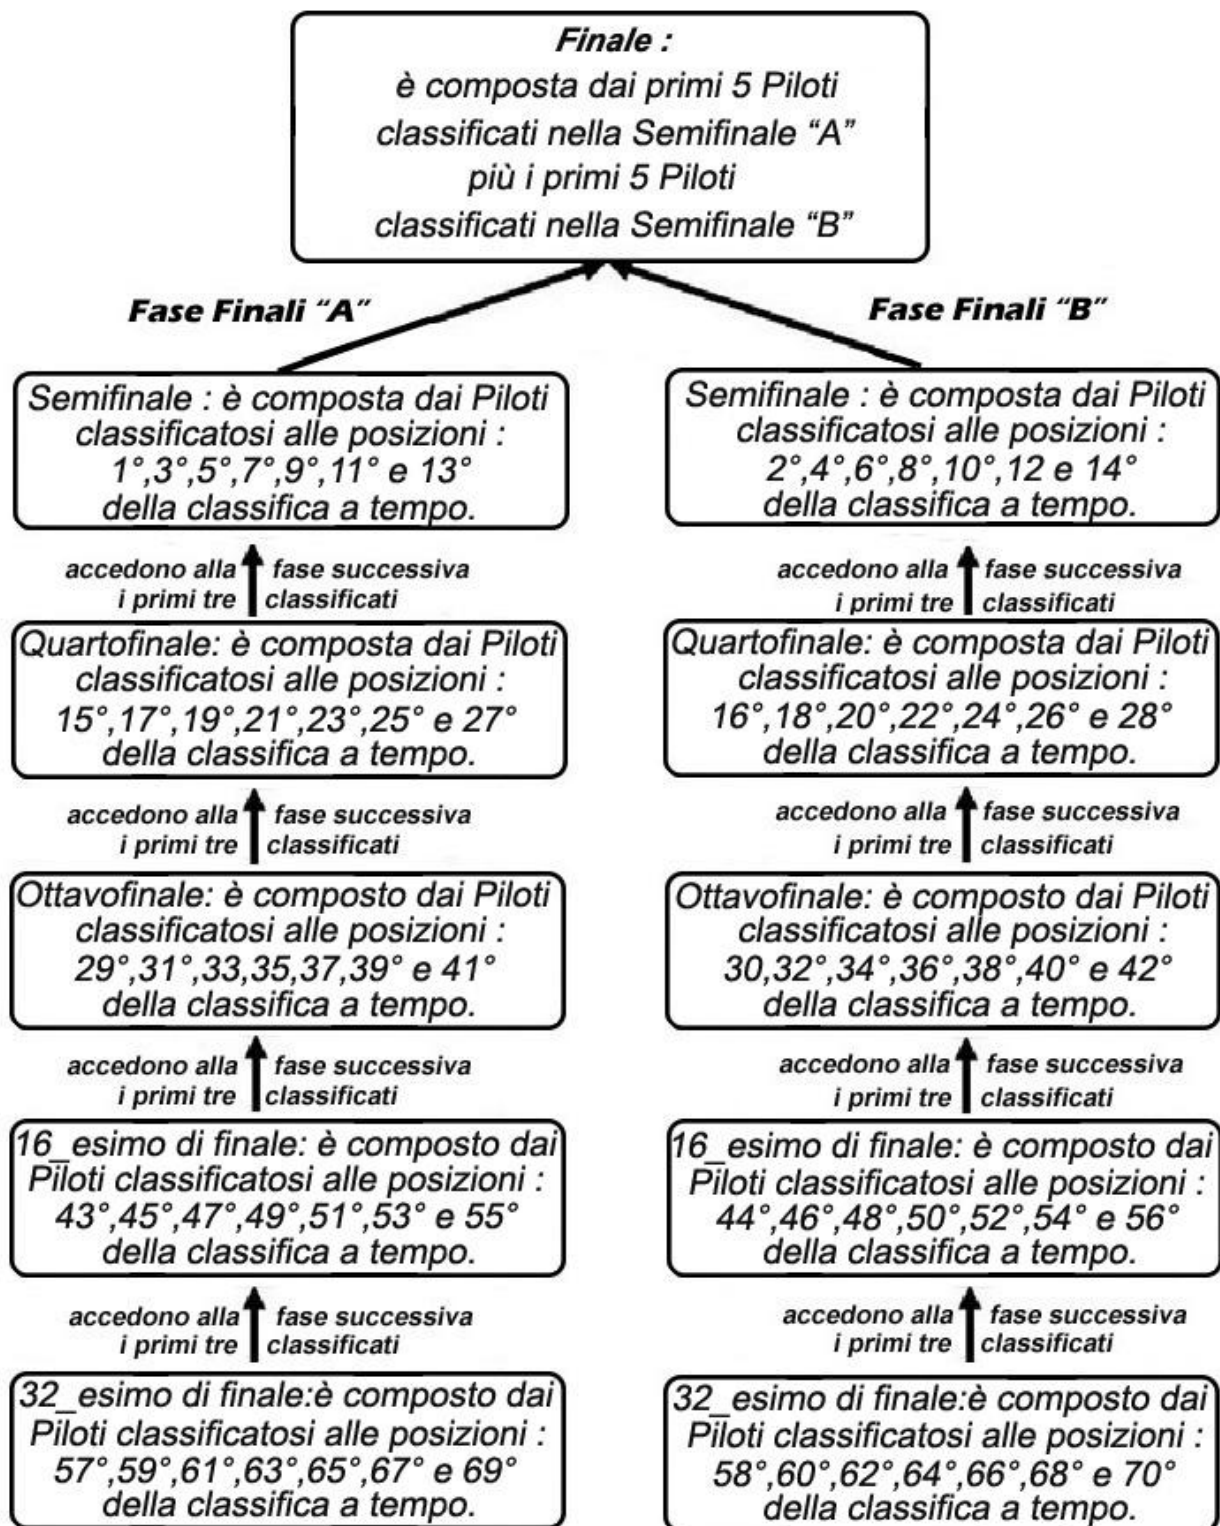 Finale :
è composta dai primi 5 Piloti
classificati nella Semifinale “A”
più i primi 5 Piloti
classificati nella Semifinale “B”
Fase Finali “A”
Semifinale : è composta dai Piloti
classificatosi alle posizioni :
1°,3°,5°,7°,9°,11° e 13°
della classifica a tempo.
accedono alla fase successiva
i primi tre classificati
Quartofinale: è composta dai Piloti
classificatosi alle posizioni :
15°,17°,19°,21°,23°,25° e 27°
della classifica a tempo.
accedono alla fase successiva
i primi tre classificati
Ottavofinale: è composto dai Piloti
classificatosi alle posizioni :
29°,31°,33,35,37,39° e 41°
della classifica a tempo.
accedono alla fase successiva
i primi tre classificati
16_esimo di finale: è composto dai
Piloti classificatosi alle posizioni :
43°,45°,47°,49°,51°,53° e 55°
della classifica a tempo.
accedono alla fase successiva
i primi tre classificati
32_esimo di finale:è composto dai
Piloti classificatosi alle posizioni :
57°,59°,61°,63°,65°,67° e 69°
della classifica a tempo.
Fase Finali “B”
Semifinale : è composta dai Piloti
classificatosi alle posizioni :
2°,4°,6°,8°,10°,12 e 14°
della classifica a tempo.
accedono alla fase successiva
i primi tre classificati
Quartofinale: è composta dai Piloti
classificatosi alle posizioni :
16°,18°,20°,22°,24°,26° e 28°
della classifica a tempo.
accedono alla fase successiva
i primi tre classificati
Ottavofinale: è composto dai Piloti
classificatosi alle posizioni :
30,32°,34°,36°,38°,40° e 42°
della classifica a tempo.
accedono alla fase successiva
i primi tre classificati
16_esimo di finale: è composto dai
Piloti classificatosi alle posizioni :
44°,46°,48°,50°,52°,54° e 56°
della classifica a tempo.
accedono alla fase successiva
i primi tre classificati
32_esimo di finale:è composto dai
Piloti classificatosi alle posizioni :
58°,60°,62°,64°,66°,68° e 70°
della classifica a tempo.